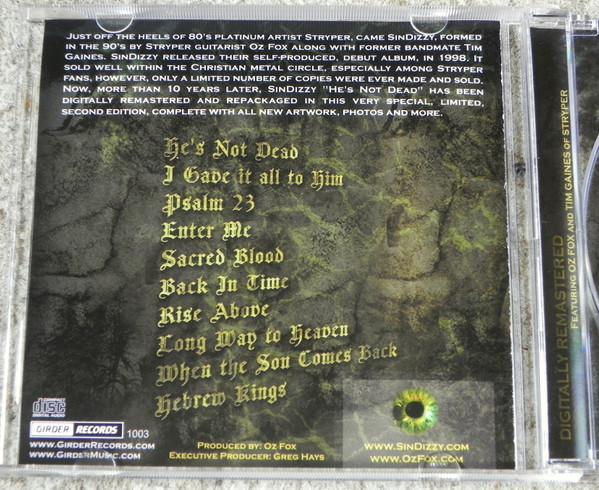 Just off the heels of 80's platinum artist Stryper, came SinDizzy, formed
in the 90's by Stryper guitarist Oz Fox along with former bandmate Tim
Gaines. SinDizzy released their self-produced, debut album, in 1998. It
sold well within the Christian metal circle, especially among Stryper
fans, however, only a limited number of copies were ever made and sold.
Now, more than 10 years later, SinDizzy "He's Not Dead" has been
digitally remastered and repackaged in this very special, limited,
second edition, complete with all new artwork, photos and more.
He's Not Dead
I Gave it all to Him
Psalm 23
Enter Me
Sacred Blood
Back In Time
Rise Above
Long Way to Heaven
When the Son Comes Back
Hebrew Kings
COMPACT
disc
DIGITAL AUDIO
GIRDER RECORDS 1003
www.GirderRecords.com
www.GirderMusic.com
Produced by: Oz Fox
Executive Producer: Greg Hays
www.SinDizzy.com
www.OzFox.com
DIGITALLY REMASTERED
Featuring OZ FOX and TIM GAINES of STRYPER